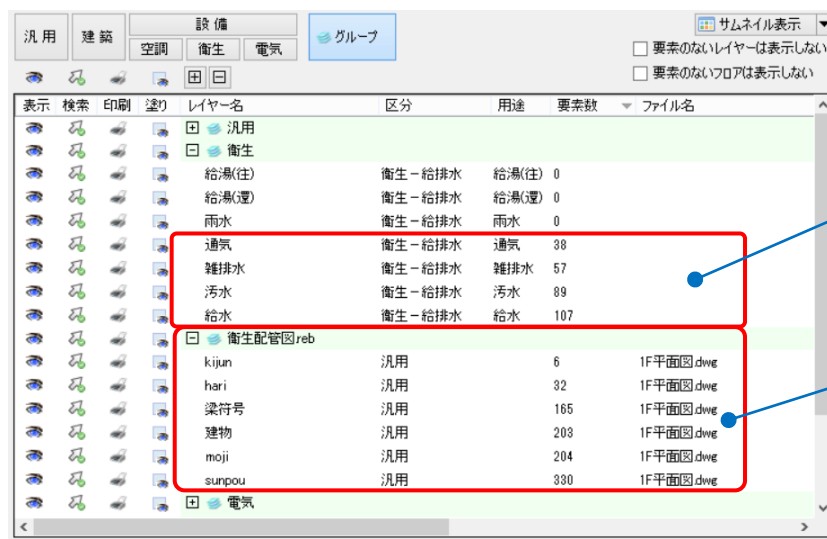 汎用 建築 設備 グループ サムネイル表示
空調 衛生 電気 要素のないレイヤーは表示しない
要素のないフロアは表示しない
表示 検索 印刷 塗り レイヤー名 区分 用途 要素数 ファイル名
汎用
衛生
給湯(往) 衛生－給排水 給湯(往) 0
給湯(還) 衛生－給排水 給湯(還) 0
雨水 衛生－給排水 雨水 0
通気 衛生－給排水 通気 38
雑排水 衛生－給排水 雑排水 57
汚水 衛生－給排水 汚水 89
給水 衛生－給排水 給水 107
衛生配管図.reb
kijun 汎用 6 1F平面図.dwg
hari 汎用 32 1F平面図.dwg
梁符号 汎用 165 1F平面図.dwg
建物 汎用 203 1F平面図.dwg
moji 汎用 204 1F平面図.dwg
sunpou 汎用 330 1F平面図.dwg
電気